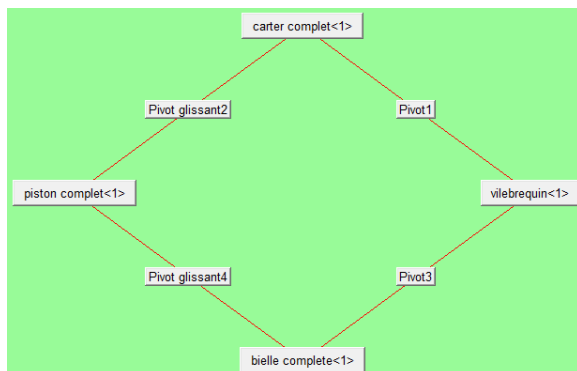 carter complet<1>
Pivot glissant2
Pivot1
piston complet<1>
vilebrequin<1>
Pivot glissant4
Pivot3
bielle complete<1>